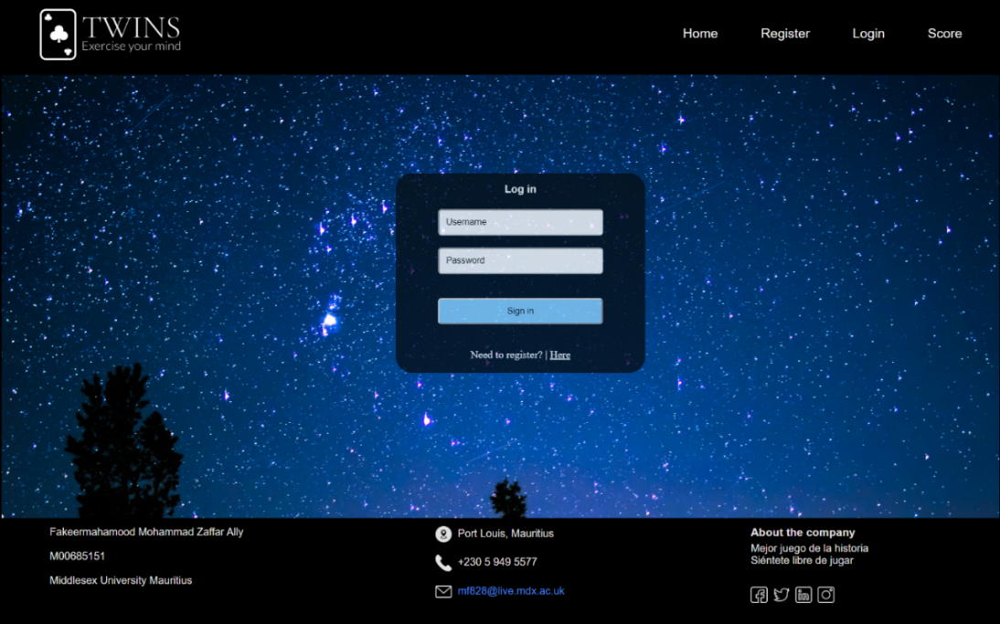 TWINS
Exercise your mind
Home
Register
Login
Score
Log in
Username
Password
Sign in
Need to register? | Here
Fakeermahamood Mohammad Zaffar Ally
M00685151
Middlesex University Mauritius
Port Louis, Mauritius
+230 5 949 5577
mf828@live.mdx.ac.uk
About the company
Mejor juego de la historia
Siéntete libre de jugar